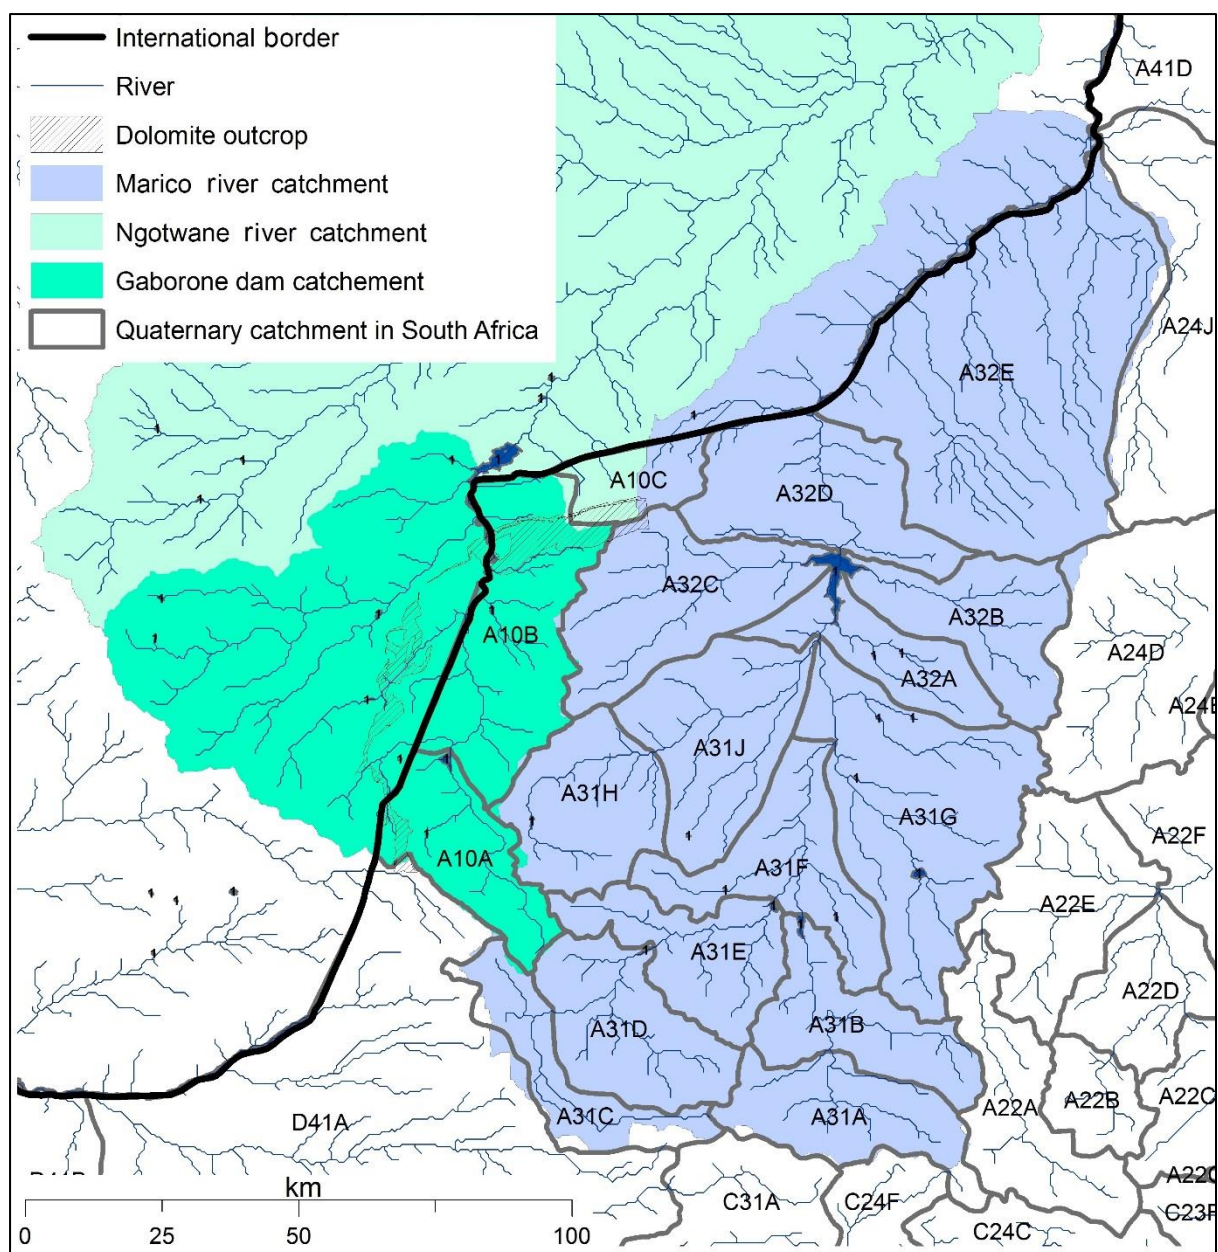 International border
River
Dolomite outcrop
Marico river catchment
Ngotwane river catchment
Gaborone dam catchement
Quaternary catchment in South Africa
A41D
A24J
A32E
A10C
A32D
A32C
A10B
A32B
A24D
A32A
A31J
A31H
A31G
A22F
A10A
A31F
A22E
A31E
A22D
A31D
A31B
A22A
A22B
A22C
A31C
A31A
D41A
C31A
C24F
C24C
km
0 25 50 100